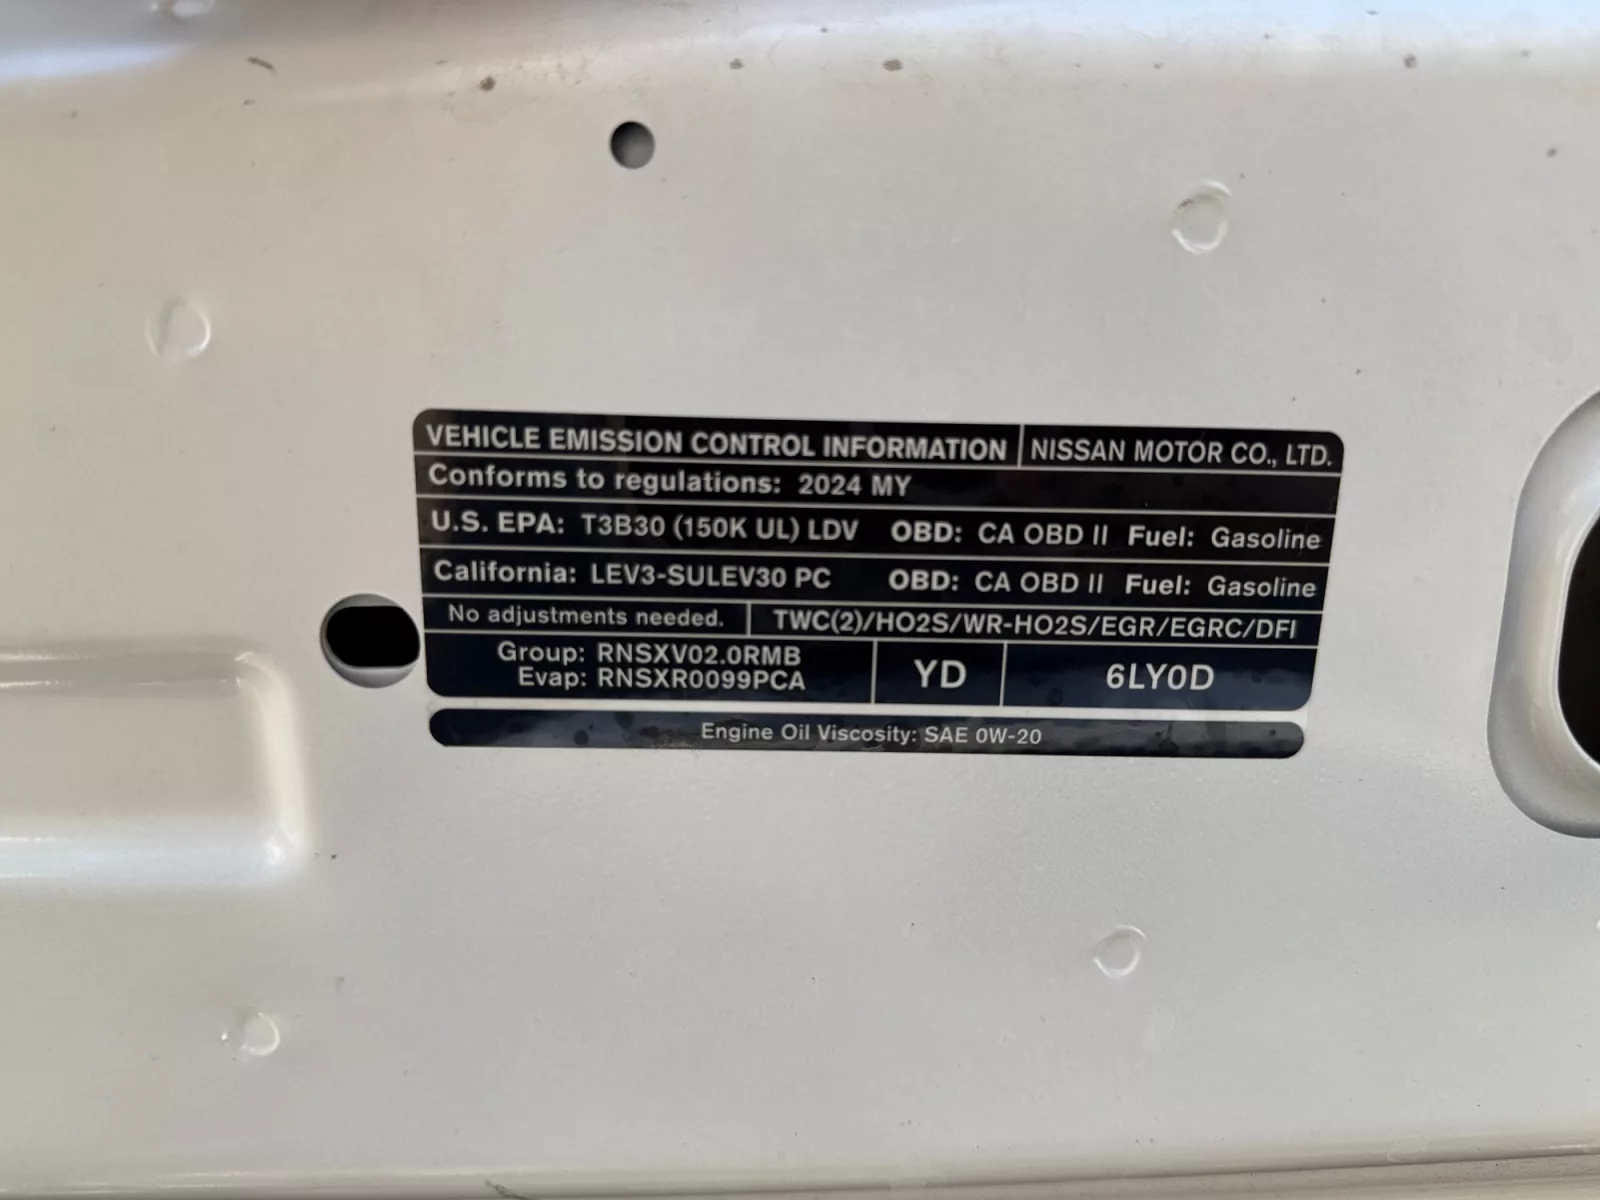 VEHICLE EMISSION CONTROL INFORMATION NISSAN MOTOR CO., LTD.
Conforms to regulations: 2024 MY
U.S. EPA: T3B30 (150K UL) LDV OBD: CA OBD II Fuel: Gasoline
California: LEV3-SULEV30 PC OBD: CA OBD II Fuel: Gasoline
No adjustments needed. TWC(2)/HO2S/WR-HO2S/EGR/EGRC/DFI
Group: RNSXV02.0RMB
Evap: RNSXR0099PCA
YD
6LY0D
Engine Oil Viscosity: SAE 0W-20